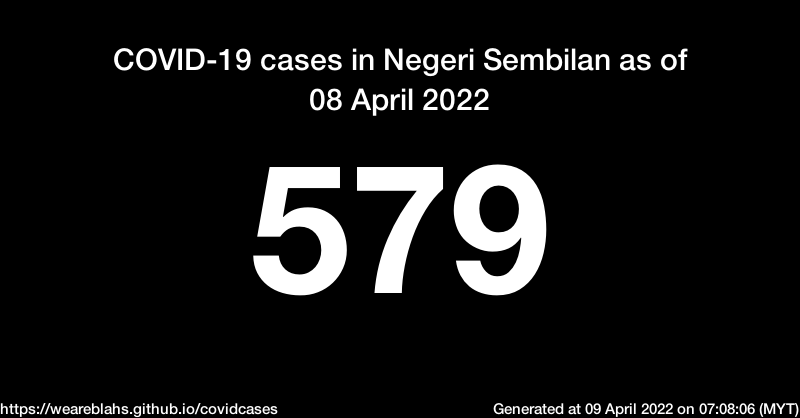 COVID-19 cases in Negeri Sembilan as of
08 April 2022
579
https://weareblahs.github.io/covidcases
Generated at 09 April 2022 on 07:08:06 (MYT)